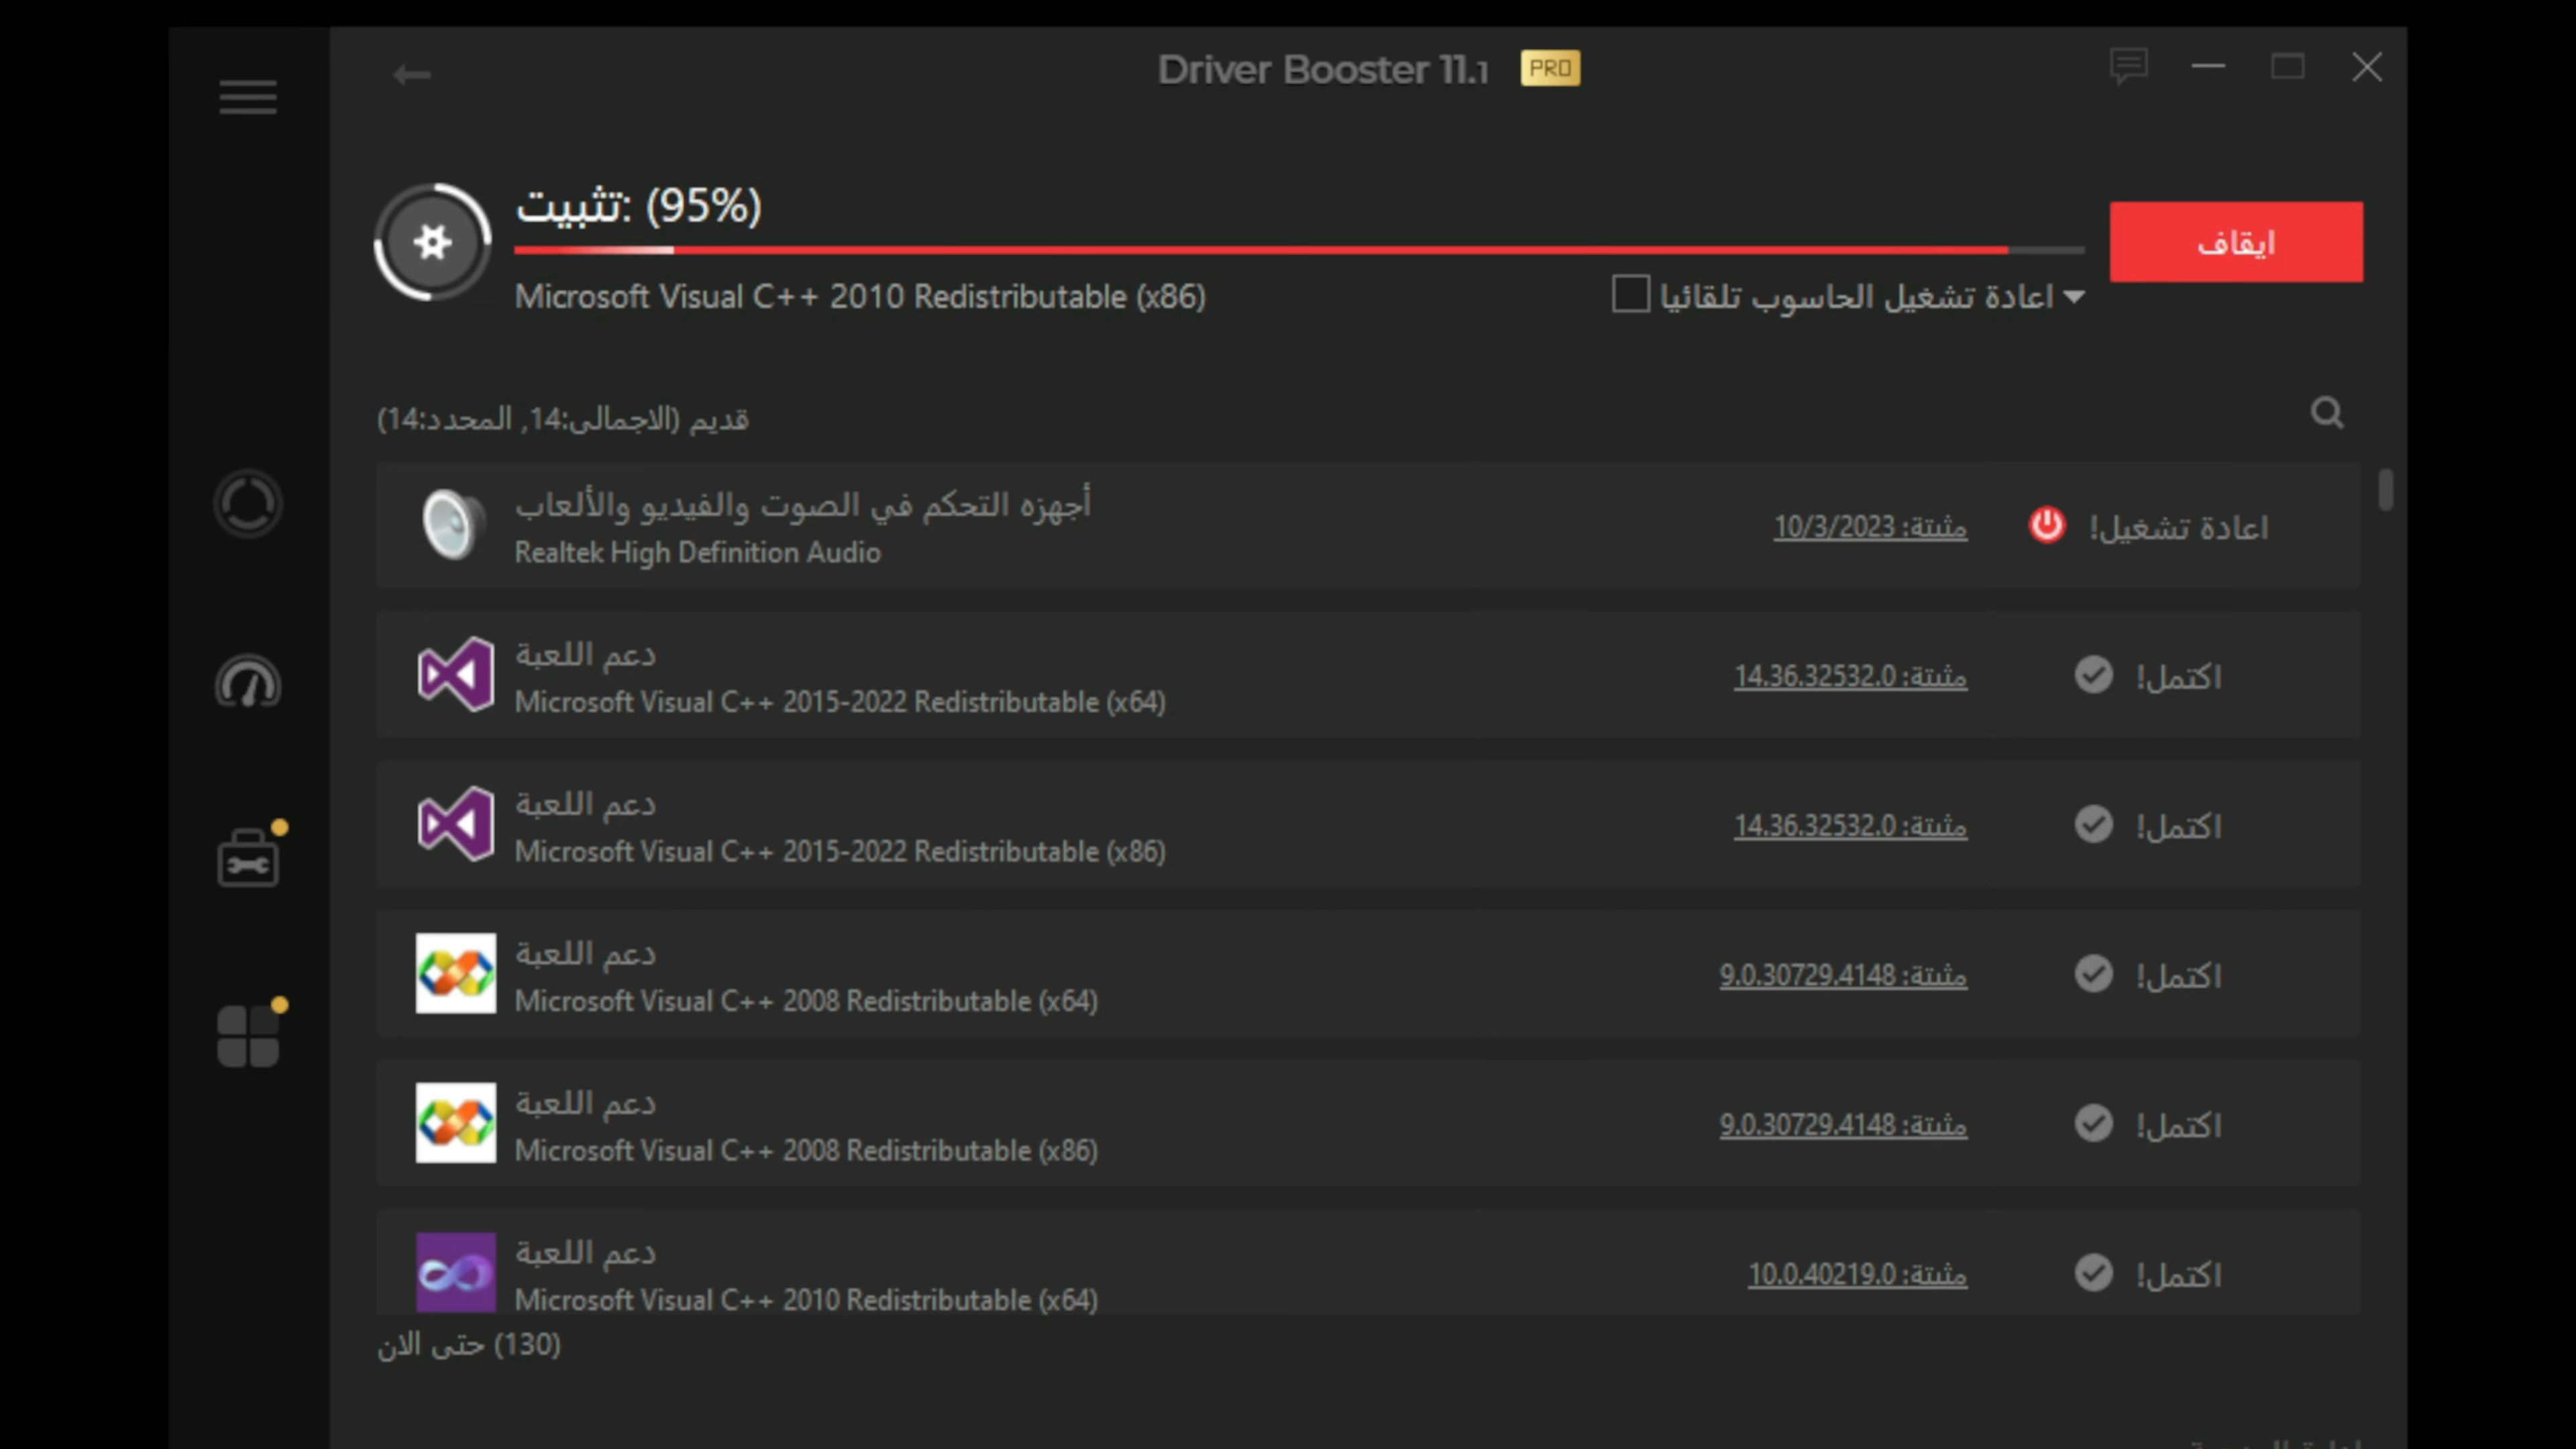 Driver Booster 11.1 PRO
تثبيت: (95%)
ايقاف
Microsoft Visual C++ 2010 Redistributable (x86)
اعادة تشغيل الحاسوب تلقائيا
قديم (الاجمالى:14, المحدد:14)
أجهزه التحكم في الصوت والفيديو والألعاب
Realtek High Definition Audio
مثبتة: 10/3/2023
اعادة تشغيل!
دعم اللعبة
Microsoft Visual C++ 2015-2022 Redistributable (x64)
مثبتة: 14.36.32532.0
اكتمل!
دعم اللعبة
Microsoft Visual C++ 2015-2022 Redistributable (x86)
مثبتة: 14.36.32532.0
اكتمل!
دعم اللعبة
Microsoft Visual C++ 2008 Redistributable (x64)
مثبتة: 9.0.30729.4148
اكتمل!
دعم اللعبة
Microsoft Visual C++ 2008 Redistributable (x86)
مثبتة: 9.0.30729.4148
اكتمل!
دعم اللعبة
Microsoft Visual C++ 2010 Redistributable (x64)
مثبتة: 10.0.40219.0
اكتمل!
حتى الان (130)